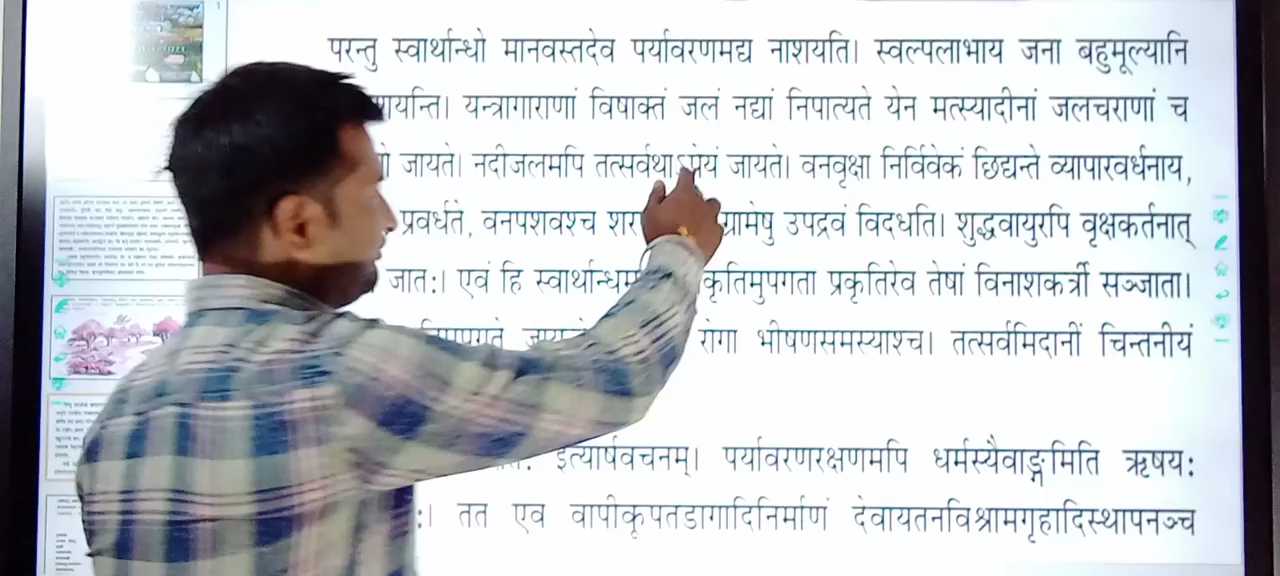 परन्तु स्वार्थान्धो मानवस्तदेव पर्यावरणमद्य नाशयति। स्वल्पलाभाय जना बहुमूल्यानि
यन्त्रागाराणां विषाक्तं जलं नद्यां निपात्यते येन मत्स्यादीनां जलचराणां च
जायते। नदीजलमपि तत्सर्वथाऽपेयं जायते। वनवृक्षा निर्विवेकं छिद्यन्ते व्यापारवर्धनाय,
प्रवर्धते, वनपशवश्च ग्रामेषु उपद्रवं विदधति। शुद्धवायुरपि वृक्षकर्तनात्
जातः। एवं हि कृतिमुपगता प्रकृतिरेव तेषां विनाशकर्त्री सञ्जाता।
रोगा भीषणसमस्याश्च। तत्सर्वमिदानीं चिन्तनीयं
इत्यार्षवचनम्। पर्यावरणरक्षणमपि धर्मस्यैवाङ्गमिति ऋषयः
तत एव वापीकूपतडागादिनिर्माणं देवायतनविश्रामगृहादिस्थापनञ्च